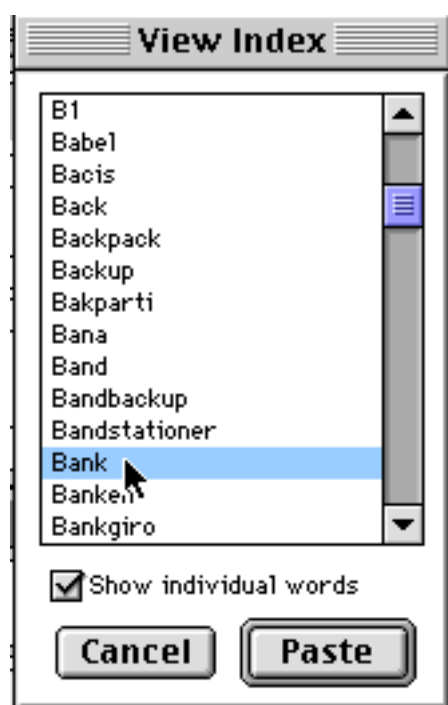 View Index
B1
Babel
Bacis
Back
Backpack
Backup
Bakparti
Bana
Band
Bandbackup
Bandstationer
Bank
Banken
Bankgiro
Show individual words
Cancel Paste